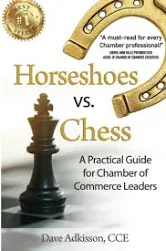 #1
"A must-read for every
Chamber professional!"
Horseshoes
vs.
Chess
A Practical Guide
for Chamber of
Commerce Leaders
Dave Adkisson, CCE